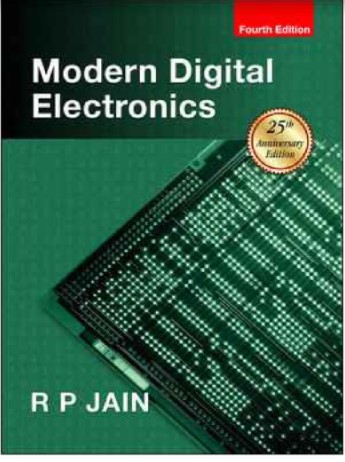 Fourth Edition
Modern Digital
Electronics
25th
Anniversary
Edition
R P JAIN